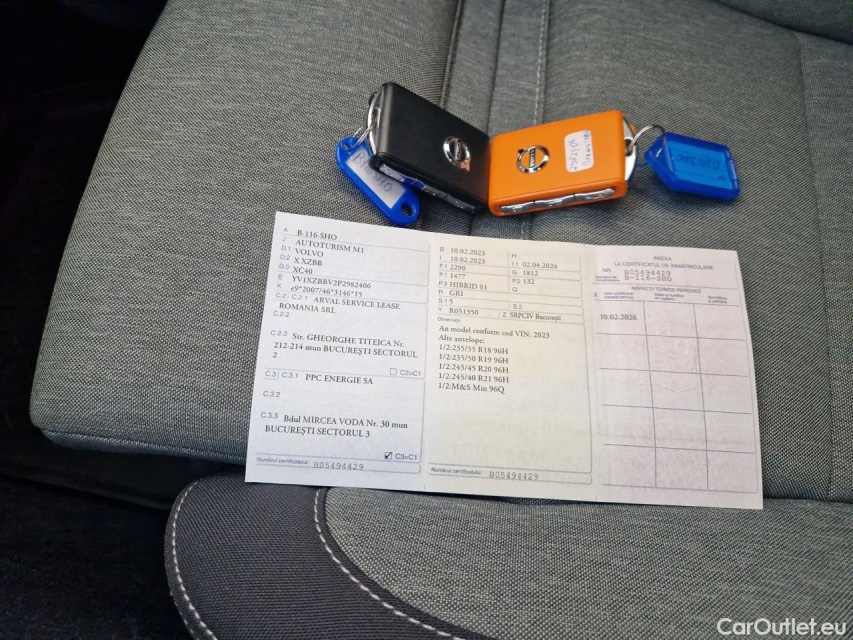 A B-116-SHO
J AUTOTURISM M1
D.1 VOLVO
D.2 X XZBB
D.3 XC40
E YV1XZBBV2P2982406
K e9*2007/46*3146*15
C.2 C.2.1 ARVAL SERVICE LEASE
ROMANIA SRL
C.2.2
C.2.3 Str. GHEORGHE TITEICA Nr.
212-214 mun BUCUREȘTI SECTORUL
2
C2=C1
C.3 C.3.1 PPC ENERGIE SA
C.3.2
C.3.3 Bdul MIRCEA VODA Nr. 30 mun
BUCUREȘTI SECTORUL 3
C3=C1
Numărul certificatului B05494429
B 10.02.2023 H
I 10.02.2023 I.1 02.04.2024
F.1 2290 G 1812
P.1 1477 P.2 132
P.3 HIBRID 01 Q
R GRI
S.1 5 S.2
Y R051350 Z SRPCIV București
Observații
An model conform cod VIN: 2023
Alte anvelope:
1/2:235/55 R18 96H
1/2:235/50 R19 96H
1/2:245/45 R20 96H
1/2:245/40 R21 96H
1/2:M&S Min 96Q
Numărul certificatului B05494429
ANEXA
LA CERTIFICATUL DE ÎNMATRICULARE
NR. B05494429
B-116-SHO
INSPECȚII TEHNICE PERIODICE
X
10.02.2026
CarOutlet.eu